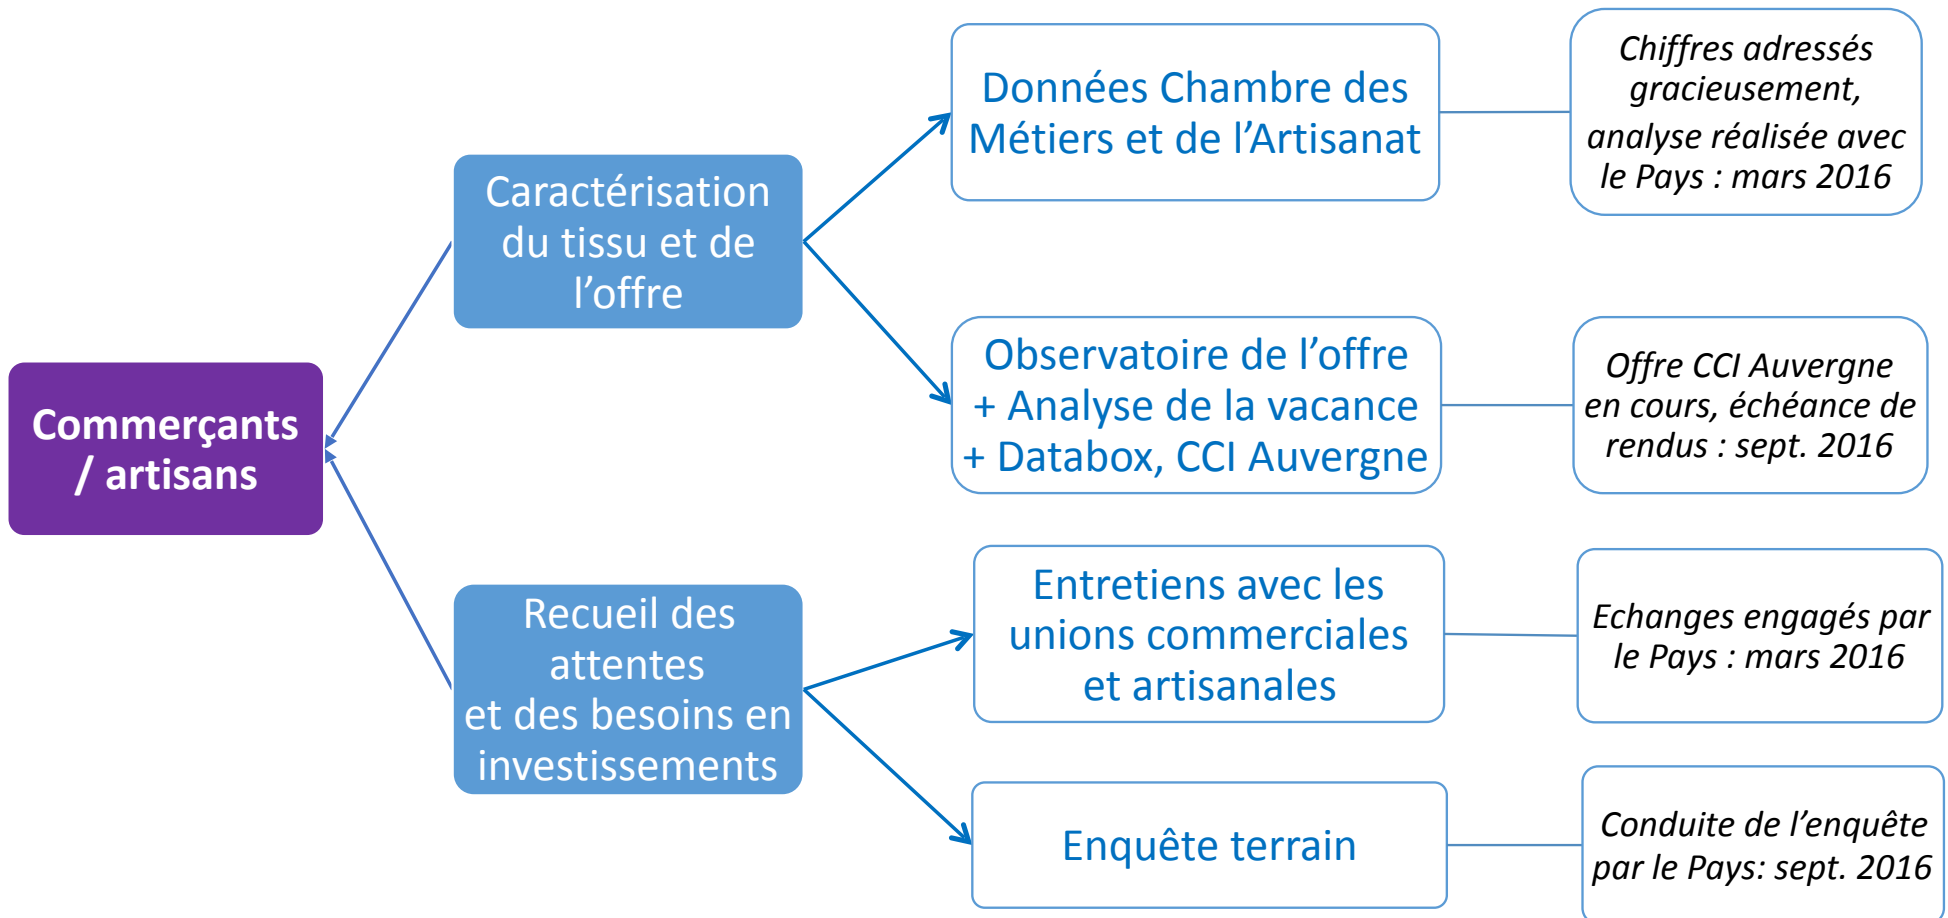 Commerçants
/ artisans
Caractérisation
du tissu et de
l’offre
Données Chambre des
Métiers et de l’Artisanat
Chiffres adressés
gracieusement,
analyse réalisée avec
le Pays : mars 2016
Observatoire de l’offre
+ Analyse de la vacance
+ Databox, CCI Auvergne
Offre CCI Auvergne
en cours, échéance de
rendus : sept. 2016
Recueil des
attentes
et des besoins en
investissements
Entretiens avec les
unions commerciales
et artisanales
Echanges engagés par
le Pays : mars 2016
Enquête terrain
Conduite de l’enquête
par le Pays: sept. 2016